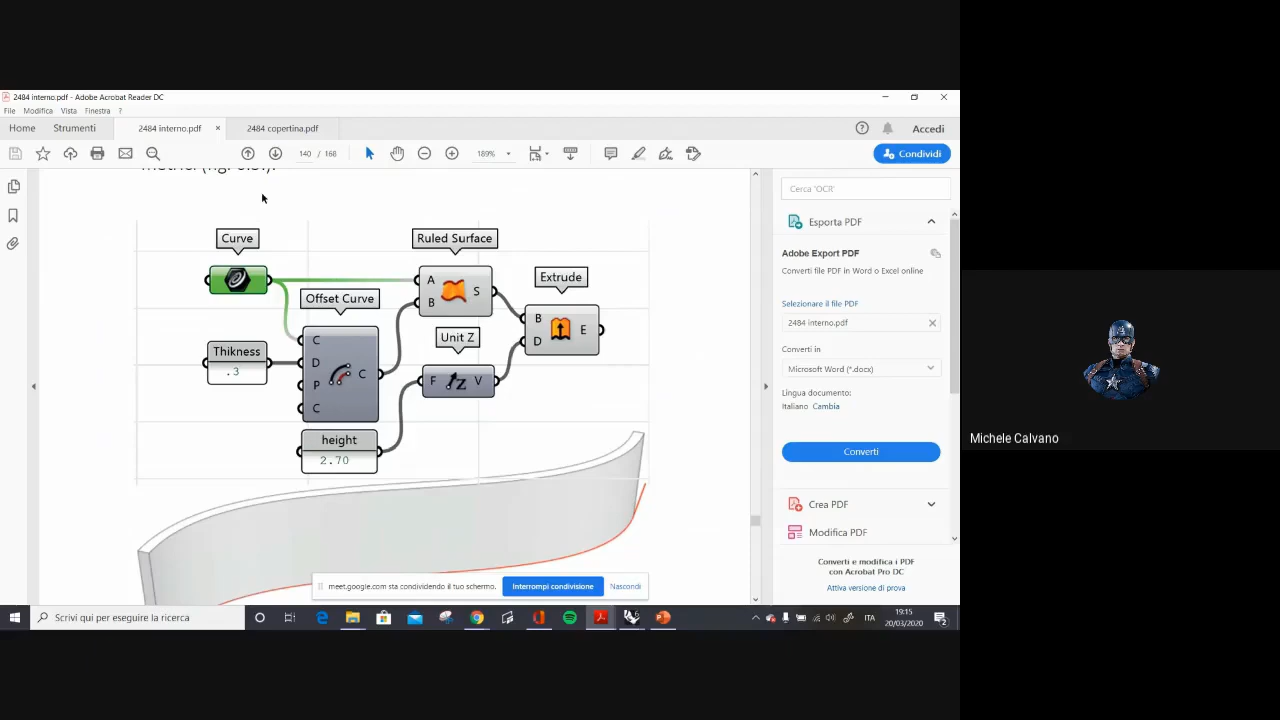 2484 interno.pdf - Adobe Acrobat Reader DC
File Modifica Vista Finestra ?
Home Strumenti 2484 interno.pdf × 2484 copertina.pdf ? Accedi
140 / 168 189% Condividi
Curve
Ruled Surface
A
B
S
Extrude
B
D
E
Offset Curve
C
D
P
C
C
Thikness
.3
Unit Z
F Z V
height
2.70
Cerca 'OCR'
Esporta PDF
Adobe Export PDF
Converti file PDF in Word o Excel online
Selezionare il file PDF
2484 interno.pdf
Converti in
Microsoft Word (*.docx)
Lingua documento:
Italiano Cambia
Converti
Crea PDF
Modifica PDF
Converti e modifica i PDF
con Acrobat Pro DC
Attiva versione di prova
meet.google.com sta condividendo il tuo schermo. Interrompi condivisione Nascondi
Scrivi qui per eseguire la ricerca
ITA
19:15
20/03/2020
2
Michele Calvano